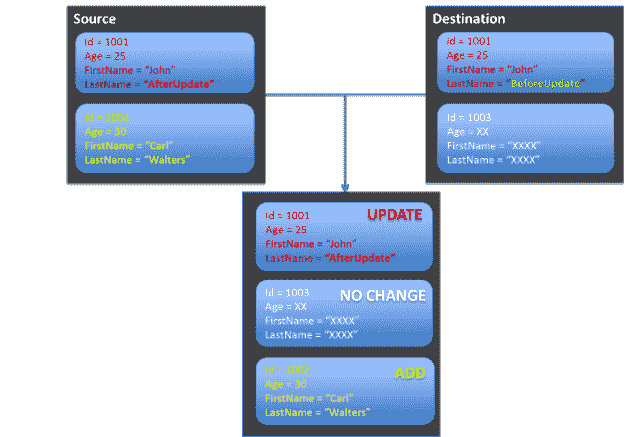 Source
Id = 1001
Age = 25
FirstName = "John"
LastName = "AfterUpdate"
Id = 1002
Age = 30
FirstName = "Carl"
LastName = "Walters"
Destination
Id = 1001
Age = 25
FirstName = "John"
LastName = "BeforeUpdate"
Id = 1003
Age = XX
FirstName = "XXXX"
LastName = "XXXX"
Id = 1001 UPDATE
Age = 25
FirstName = "John"
LastName = "AfterUpdate"
Id = 1003 NO CHANGE
Age = XX
FirstName = "XXXX"
LastName = "XXXX"
Id = 1002 ADD
Age = 30
FirstName = "Carl"
LastName = "Walters"